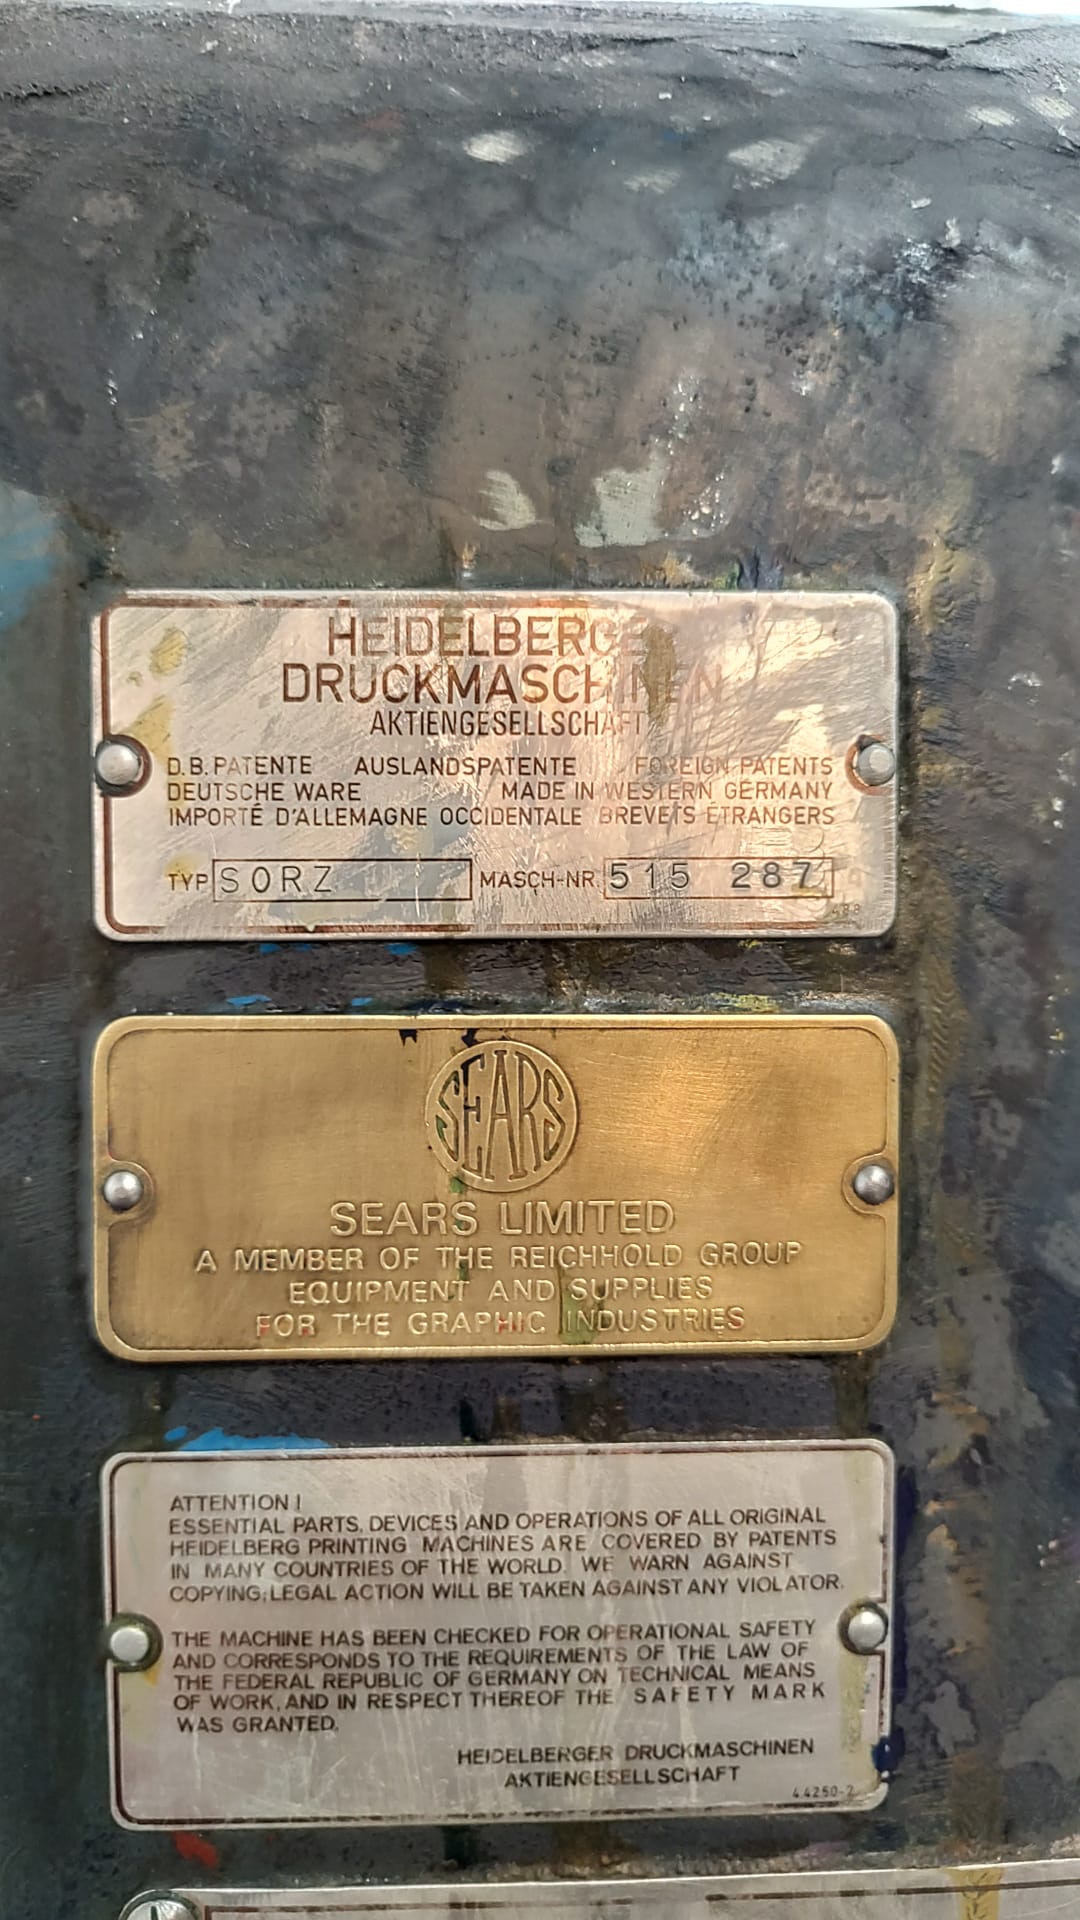 HEIDELBERGER
DRUCKMASCHINEN
AKTIENGESELLSCHAFT
D.B. PATENTE AUSLANDSPATENTE FOREIGN PATENTS
DEUTSCHE WARE MADE IN WESTERN GERMANY
IMPORTÉ D'ALLEMAGNE OCCIDENTALE BREVETS ÉTRANGERS
TYP SORZ MASCH-NR. 515 287
SEARS
SEARS LIMITED
A MEMBER OF THE REICHHOLD GROUP
EQUIPMENT AND SUPPLIES
FOR THE GRAPHIC INDUSTRIES
ATTENTION!
ESSENTIAL PARTS, DEVICES AND OPERATIONS OF ALL ORIGINAL
HEIDELBERG PRINTING MACHINES ARE COVERED BY PATENTS
IN MANY COUNTRIES OF THE WORLD. WE WARN AGAINST
COPYING; LEGAL ACTION WILL BE TAKEN AGAINST ANY VIOLATOR.
THE MACHINE HAS BEEN CHECKED FOR OPERATIONAL SAFETY
AND CORRESPONDS TO THE REQUIREMENTS OF THE LAW OF
THE FEDERAL REPUBLIC OF GERMANY ON TECHNICAL MEANS
OF WORK, AND IN RESPECT THEREOF THE SAFETY MARK
WAS GRANTED.
HEIDELBERGER DRUCKMASCHINEN
AKTIENGESELLSCHAFT
4.4250-2